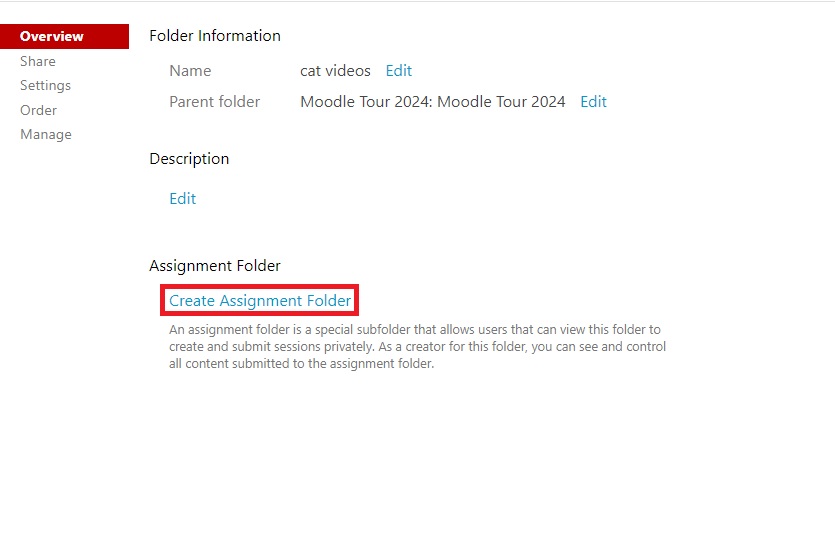 Overview
Share
Settings
Order
Manage
Folder Information
Name cat videos Edit
Parent folder Moodle Tour 2024: Moodle Tour 2024 Edit
Description
Edit
Assignment Folder
Create Assignment Folder
An assignment folder is a special subfolder that allows users that can view this folder to
create and submit sessions privately. As a creator for this folder, you can see and control
all content submitted to the assignment folder.